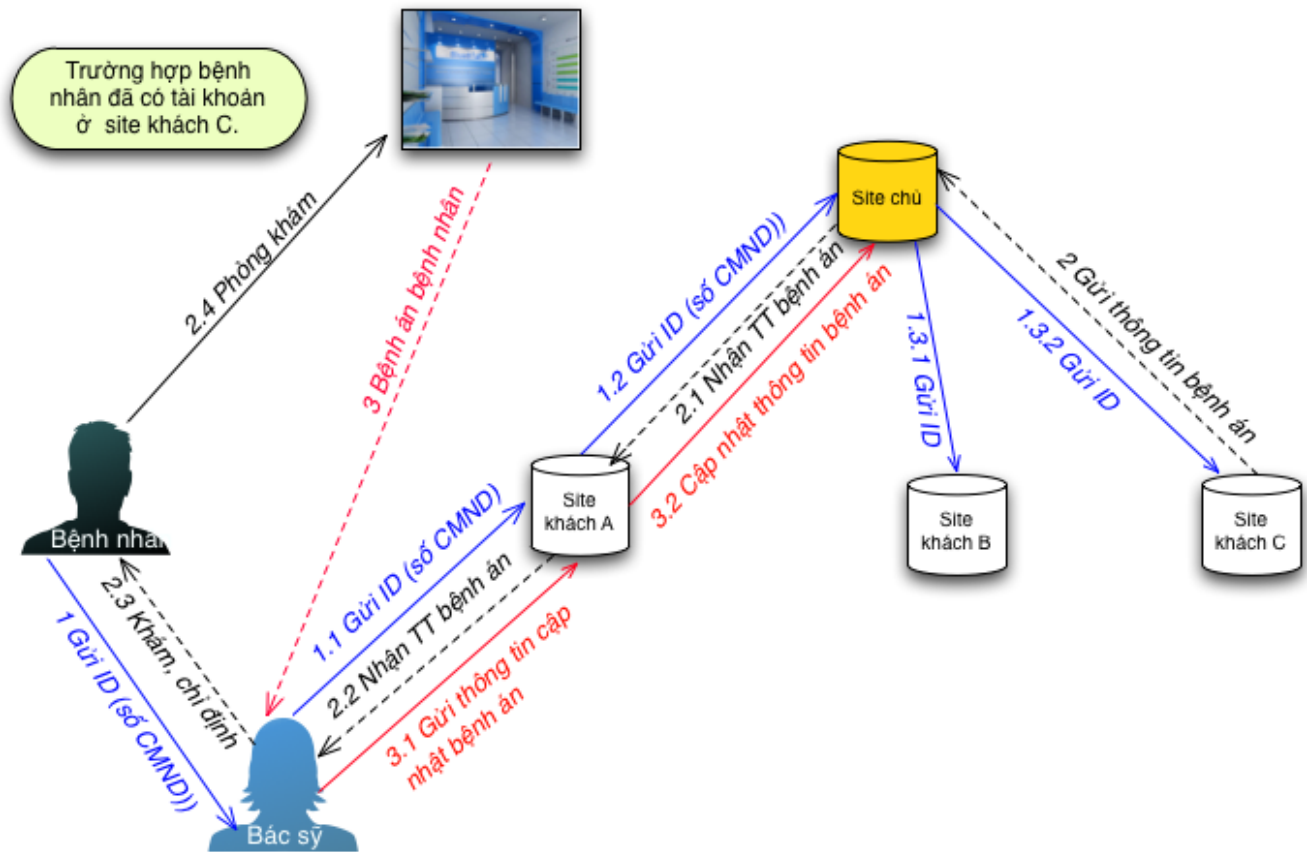 Trường hợp bệnh
nhân đã có tài khoản
ở site khách C.
2.4 Phòng khám
3 Bệnh án bệnh nhân
Site chủ
1.2 Gửi ID (số CMND))
2.1 Nhận TT bệnh án
3.2 Cập nhật thông tin bệnh án
1.3.1 Gửi ID
1.3.2 Gửi ID
2 Gửi thông tin bệnh án
Site
khách A
Site
khách B
Site
khách C
Bệnh nhân
1 Gửi ID (số CMND))
2.3 Khám, chỉ định
1.1 Gửi ID (số CMND)
2.2 Nhận TT bệnh án
3.1 Gửi thông tin cập
nhật bệnh án
Bác sỹ